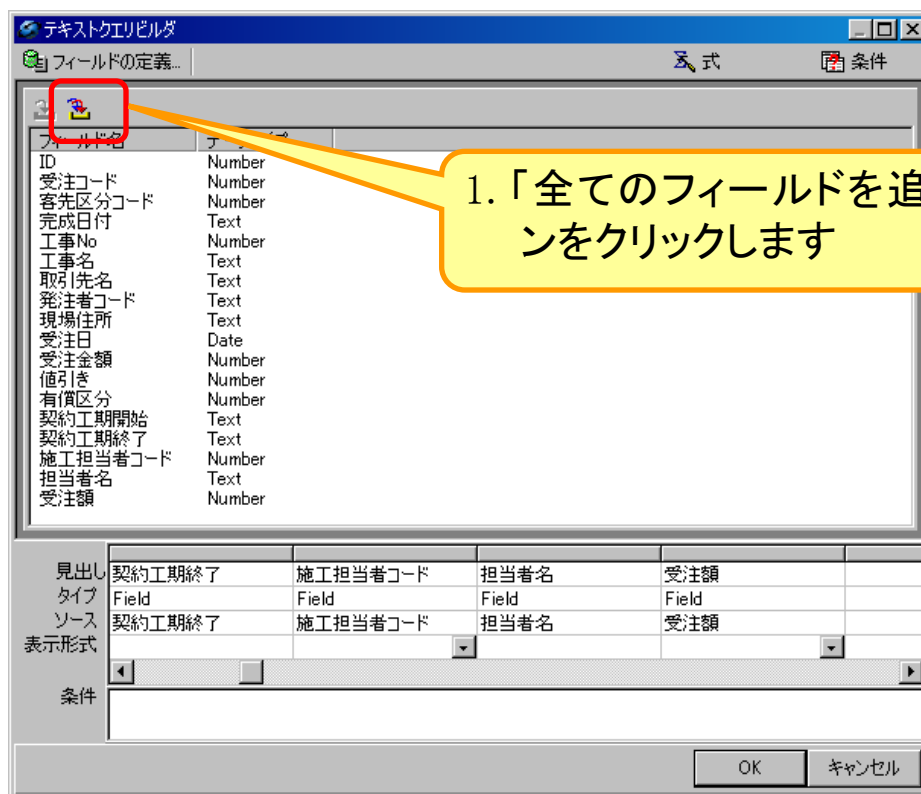 テキストクエリビルダ
フィールドの定義... 式 条件
フィールド名
ID Number
受注コード Number
客先区分コード Number
完成日付 Text
工事No Number
工事名 Text
取引先名 Text
発注者コード Text
現場住所 Text
受注日 Date
受注金額 Number
値引き Number
有償区分 Number
契約工期開始 Text
契約工期終了 Text
施工担当者コード Number
担当者名 Text
受注額 Number
1.「全てのフィールドを追
ンをクリックします
見出し 契約工期終了 施工担当者コード 担当者名 受注額
タイプ Field Field Field Field
ソース 契約工期終了 施工担当者コード 担当者名 受注額
表示形式
条件
OK キャンセル